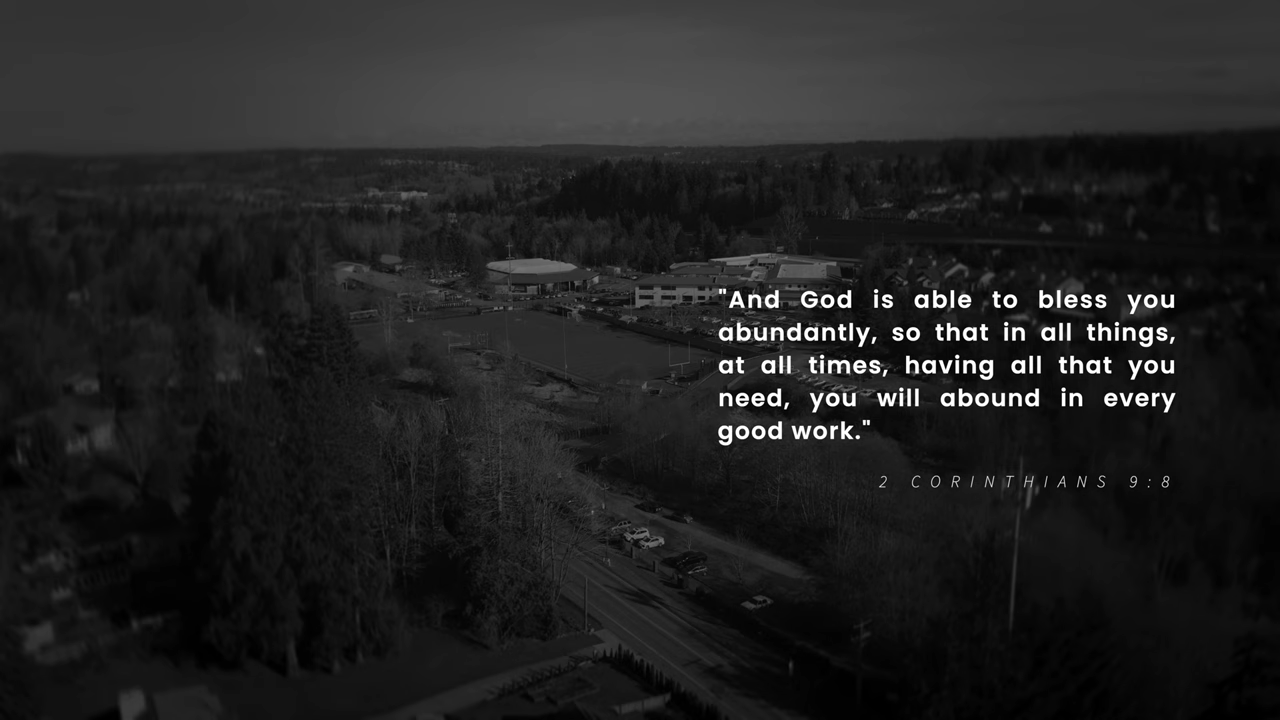 "And God is able to bless you
abundantly, so that in all things,
at all times, having all that you
need, you will abound in every
good work."
2 CORINTHIANS 9:8